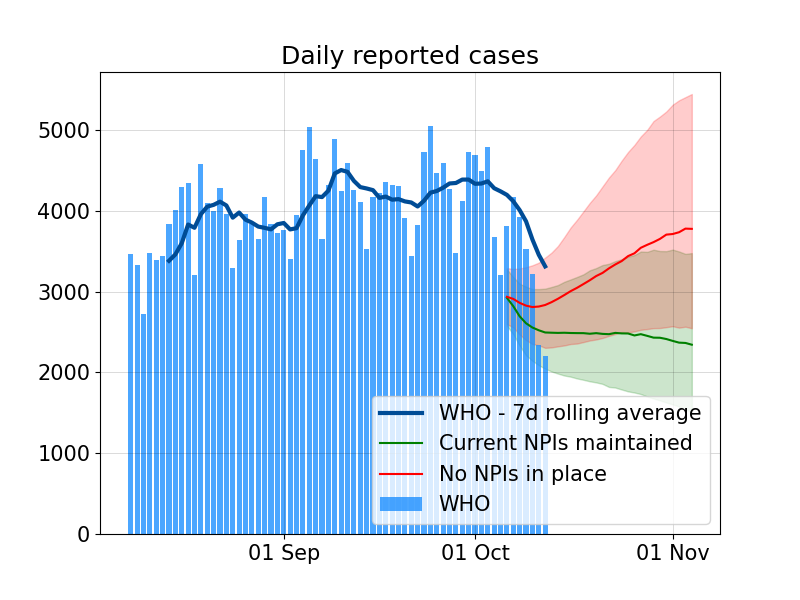 Daily reported cases
5000
4000
3000
2000
1000
0
WHO - 7d rolling average
Current NPIs maintained
No NPIs in place
WHO
01 Sep
01 Oct
01 Nov